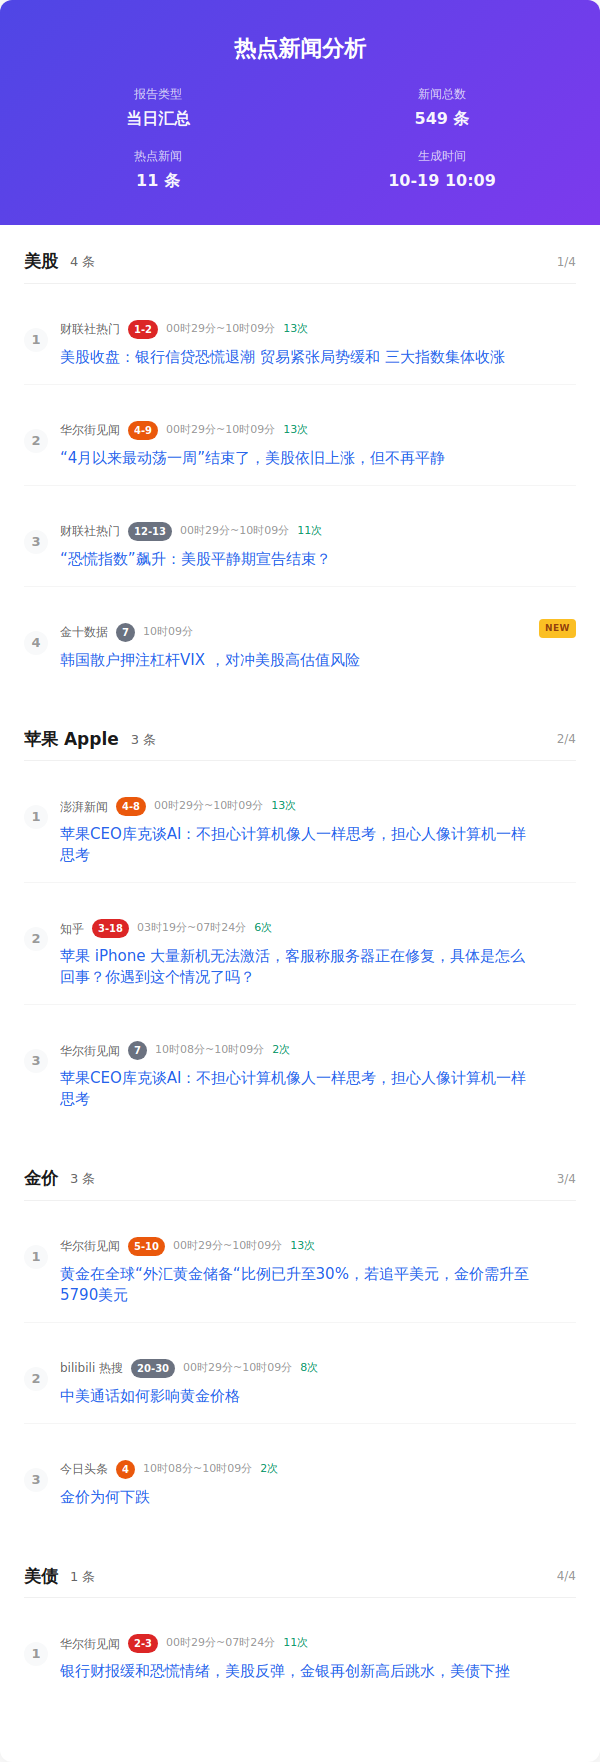 热点新闻分析
报告类型
新闻总数
当日汇总
549 条
热点新闻
生成时间
11 条
10-19 10:09
美股 4 条 1/4
1 财联社热门 1-2 00时29分~10时09分 13次
美股收盘：银行信贷恐慌退潮 贸易紧张局势缓和 三大指数集体收涨
2 华尔街见闻 4-9 00时29分~10时09分 13次
“4月以来最动荡一周”结束了，美股依旧上涨，但不再平静
3 财联社热门 12-13 00时29分~10时09分 11次
“恐慌指数”飙升：美股平静期宣告结束？
4 金十数据 7 10时09分 NEW
韩国散户押注杠杆VIX ，对冲美股高估值风险
苹果 Apple 3 条 2/4
1 澎湃新闻 4-8 00时29分~10时09分 13次
苹果CEO库克谈AI：不担心计算机像人一样思考，担心人像计算机一样
思考
2 知乎 3-18 03时19分~07时24分 6次
苹果 iPhone 大量新机无法激活，客服称服务器正在修复，具体是怎么
回事？你遇到这个情况了吗？
3 华尔街见闻 7 10时08分~10时09分 2次
苹果CEO库克谈AI：不担心计算机像人一样思考，担心人像计算机一样
思考
金价 3 条 3/4
1 华尔街见闻 5-10 00时29分~10时09分 13次
黄金在全球“外汇黄金储备“比例已升至30%，若追平美元，金价需升至
5790美元
2 bilibili 热搜 20-30 00时29分~10时09分 8次
中美通话如何影响黄金价格
3 今日头条 4 10时08分~10时09分 2次
金价为何下跌
美债 1 条 4/4
1 华尔街见闻 2-3 00时29分~07时24分 11次
银行财报缓和恐慌情绪，美股反弹，金银再创新高后跳水，美债下挫